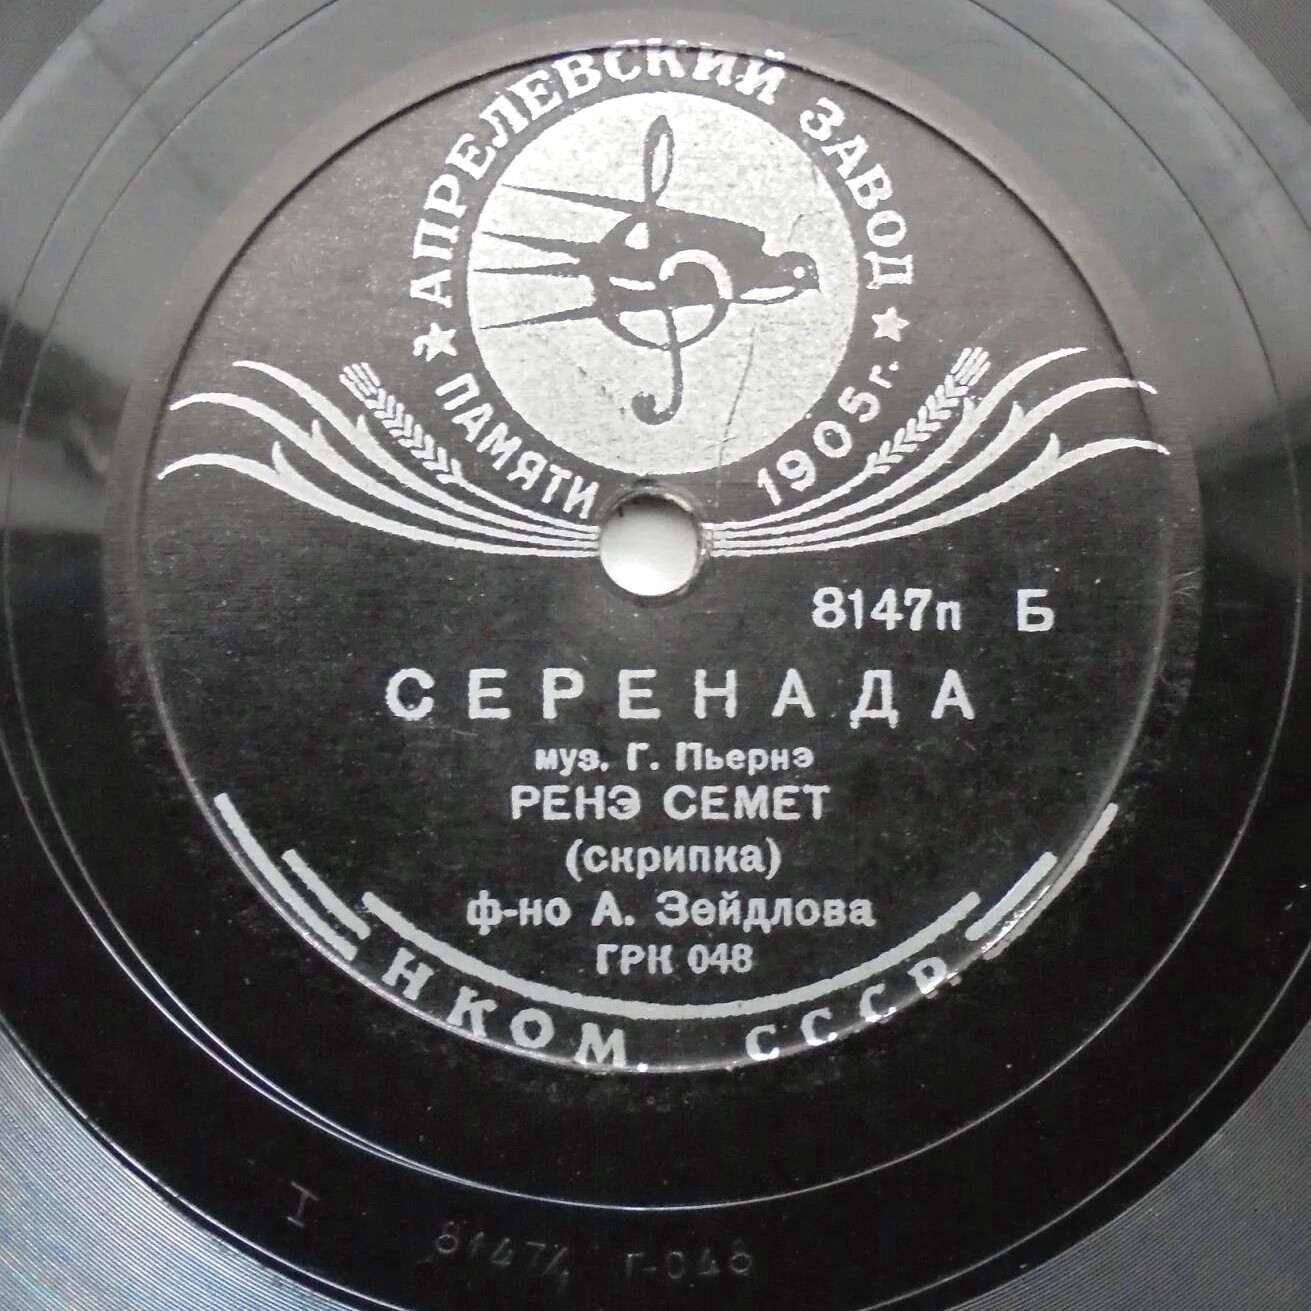 АПРЕЛЕВСКИЙ ЗАВОД
ПАМЯТИ 1905 г.
8147п Б
СЕРЕНАДА
муз. Г. Пьернэ
РЕНЭ СЕМЕТ
(скрипка)
ф-но А. Зейдлова
ГРК 048
НКОМ. СССР
I 8147/4 Г-048